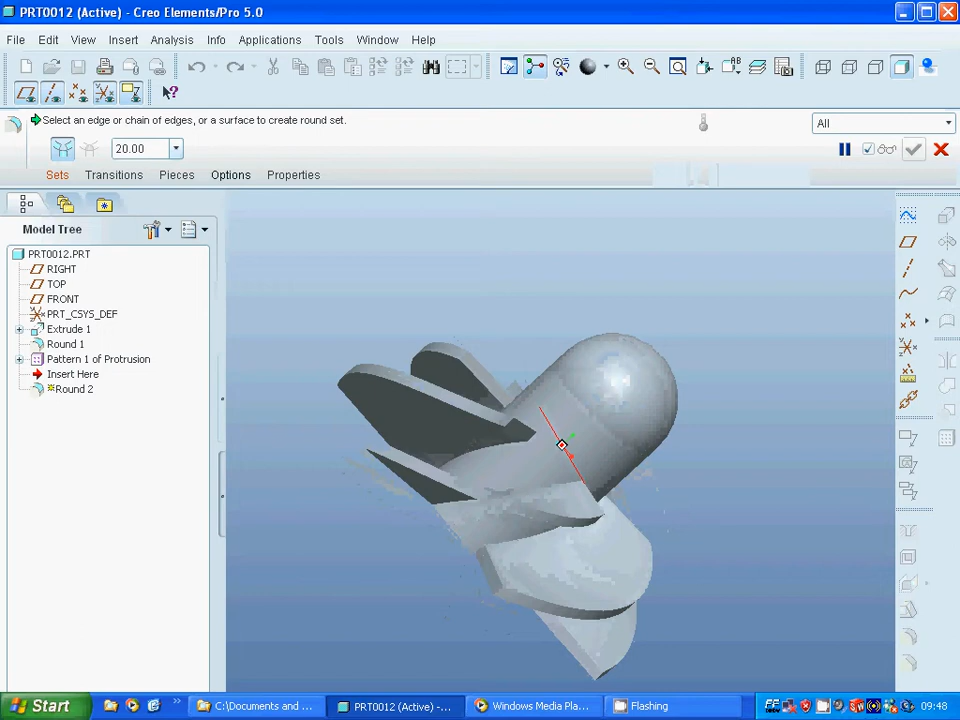 PRT0012 (Active) - Creo Elements/Pro 5.0
File Edit View Insert Analysis Info Applications Tools Window Help
Select an edge or chain of edges, or a surface to create round set.
All
20.00
Sets Transitions Pieces Options Properties
Model Tree
PRT0012.PRT
RIGHT
TOP
FRONT
PRT_CSYS_DEF
Extrude 1
Round 1
Pattern 1 of Protrusion
Insert Here
Round 2
Start C:\Documents and ... PRT0012 (Active) -... Windows Media Pla... Flashing 09:48